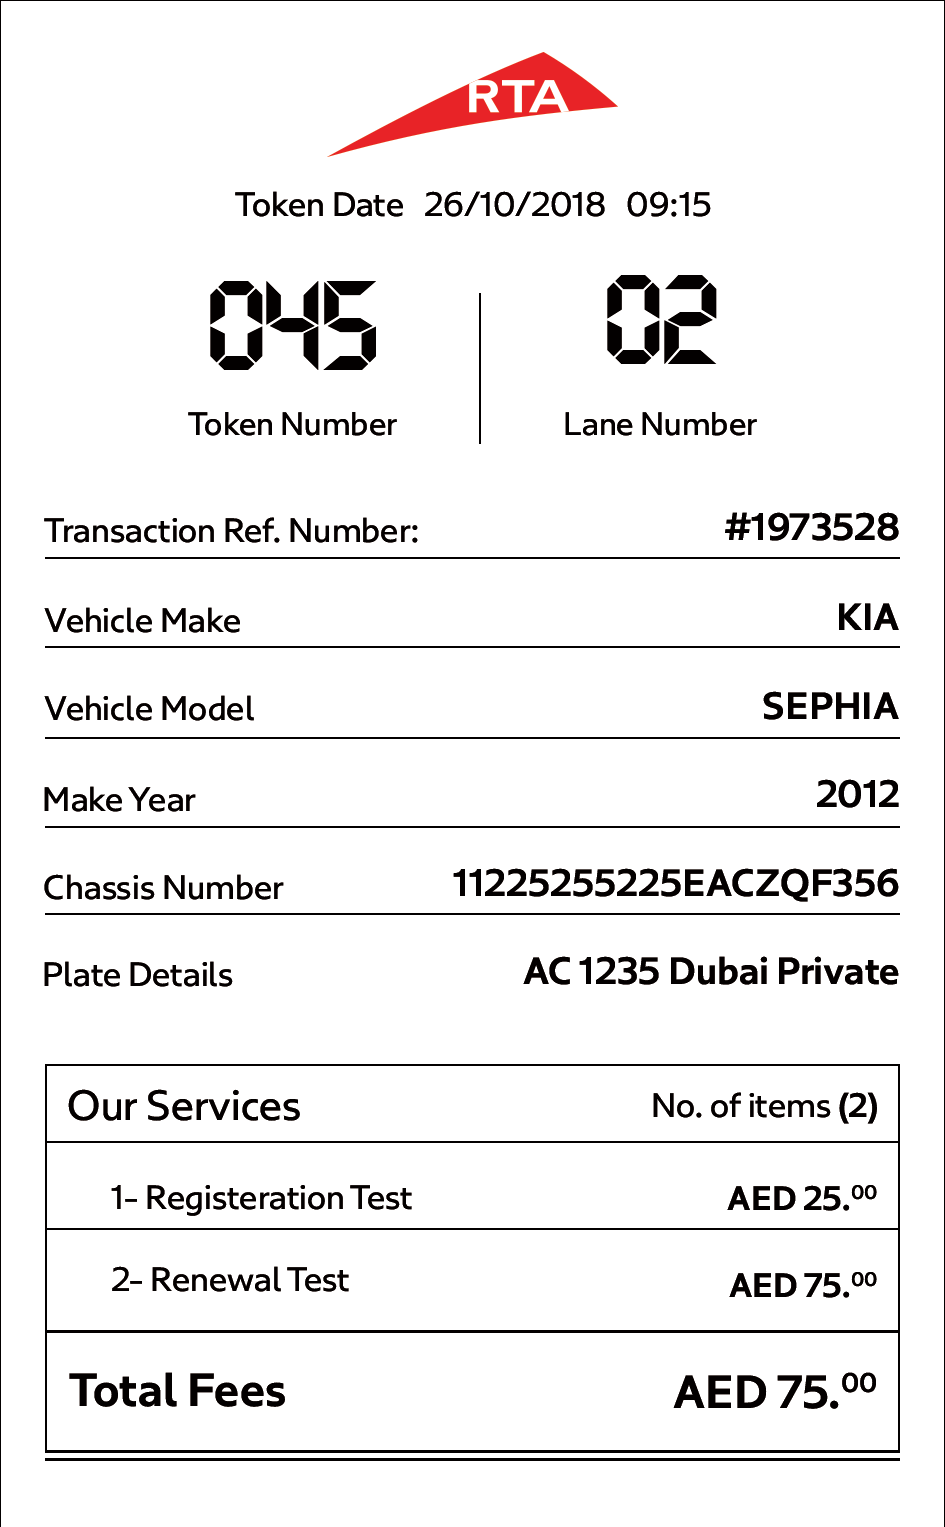 RTA
Token Date 26/10/2018 09:15
045
02
Token Number
Lane Number
Transaction Ref. Number: #1973528
Vehicle Make KIA
Vehicle Model SEPHIA
Make Year 2012
Chassis Number 11225255225EACZQF356
Plate Details AC 1235 Dubai Private
Our Services No. of items (2)
1- Registeration Test AED 25.00
2- Renewal Test AED 75.00
Total Fees AED 75.00